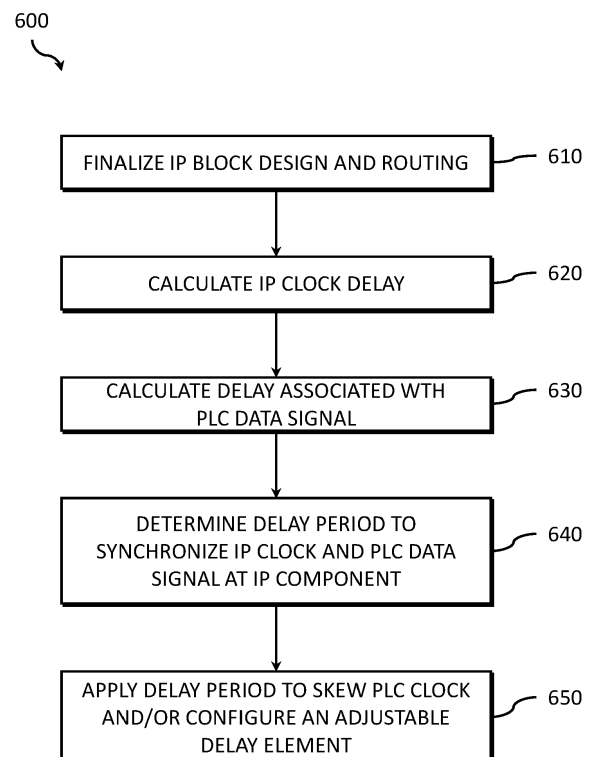 600
FINALIZE IP BLOCK DESIGN AND ROUTING
610
CALCULATE IP CLOCK DELAY
620
CALCULATE DELAY ASSOCIATED WTH
PLC DATA SIGNAL
630
DETERMINE DELAY PERIOD TO
SYNCHRONIZE IP CLOCK AND PLC DATA
SIGNAL AT IP COMPONENT
640
APPLY DELAY PERIOD TO SKEW PLC CLOCK
AND/OR CONFIGURE AN ADJUSTABLE
DELAY ELEMENT
650